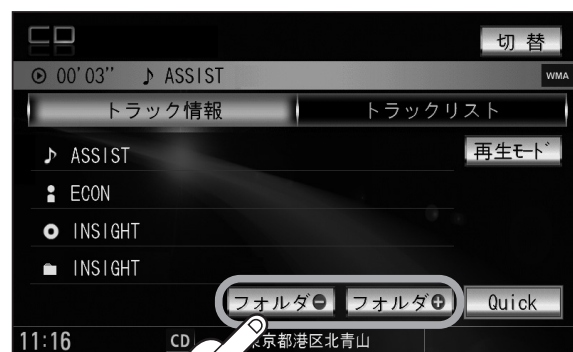 CD
切替
00'03'' ♪ ASSIST
WMA
トラック情報 トラックリスト
ASSIST
再生モード
ECON
INSIGHT
INSIGHT
フォルダ− フォルダ+ Quick
11:16 CD 京都港区北青山